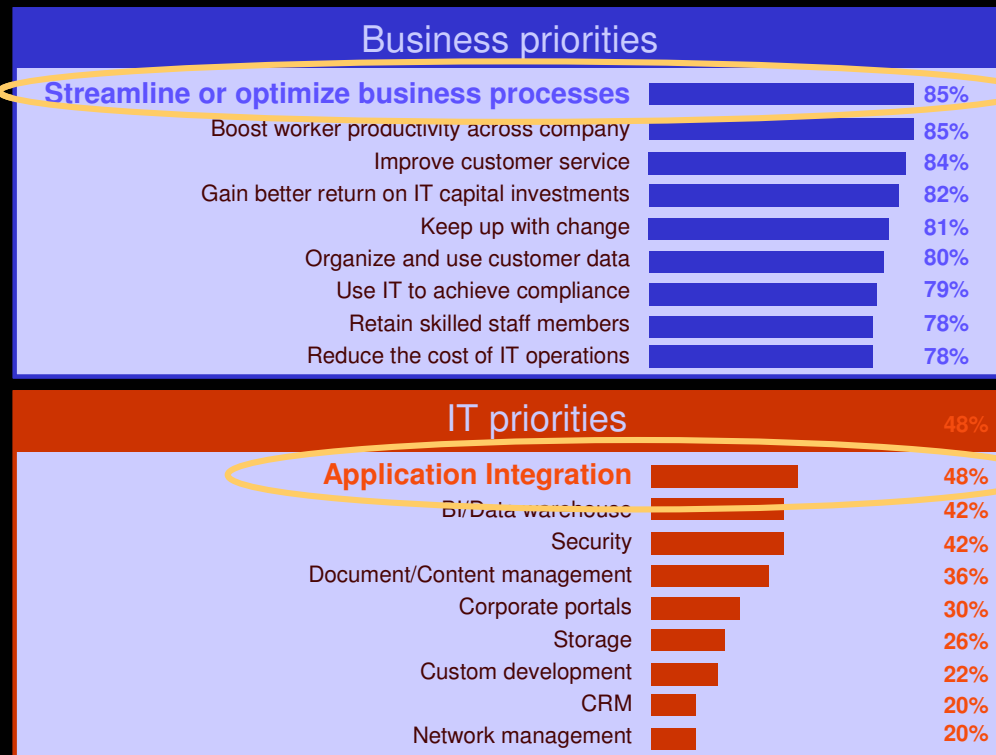 Business priorities
Streamline or optimize business processes 85%
Boost worker productivity across company 85%
Improve customer service 84%
Gain better return on IT capital investments 82%
Keep up with change 81%
Organize and use customer data 80%
Use IT to achieve compliance 79%
Retain skilled staff members 78%
Reduce the cost of IT operations 78%
IT priorities 48%
Application Integration 48%
BI/Data warehouse 42%
Security 42%
Document/Content management 36%
Corporate portals 30%
Storage 26%
Custom development 22%
CRM 20%
Network management 20%